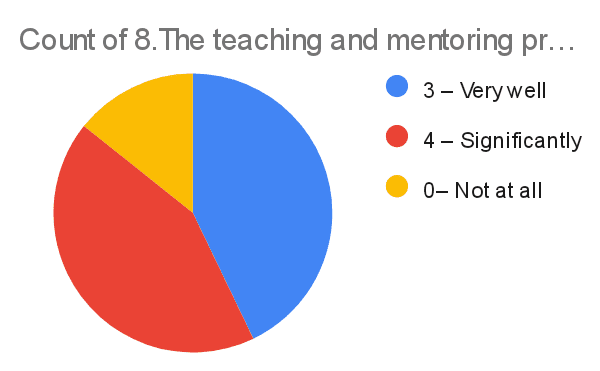 Count of 8.The teaching and mentoring pr…
3 – Very well
4 – Significantly
0– Not at all